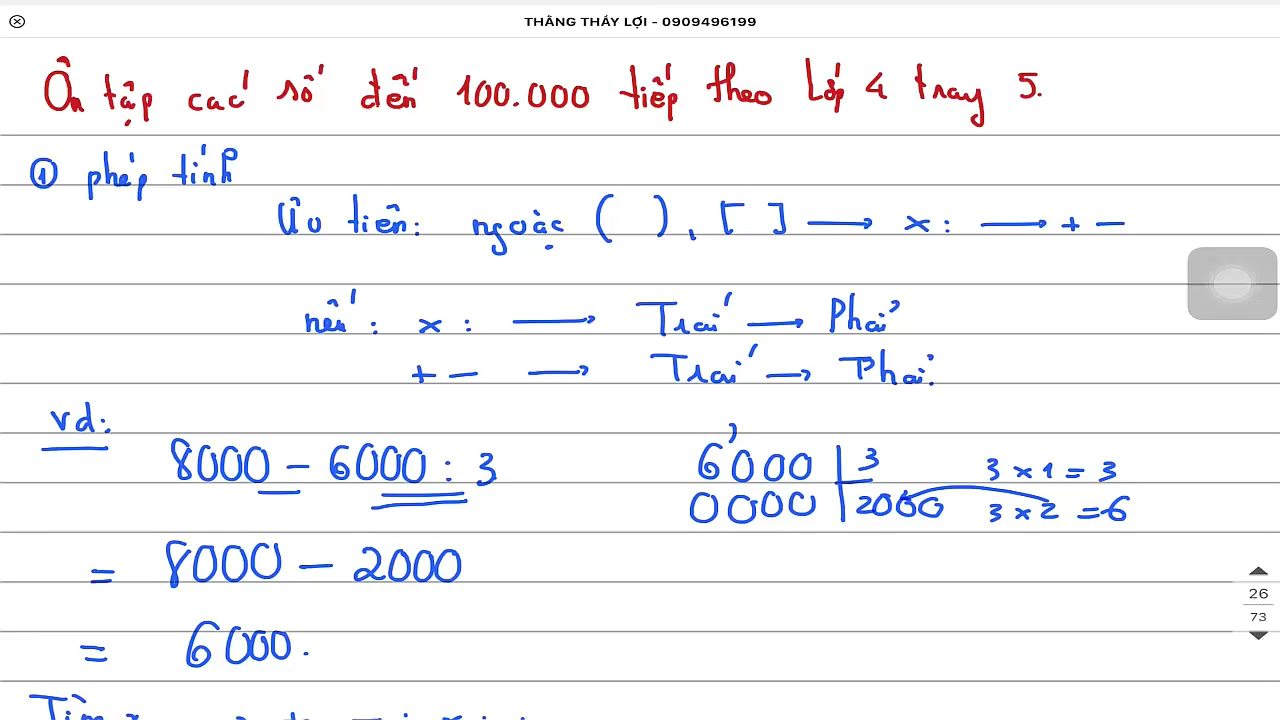 THẦNG THẦY LỢI - 0909496199
Ôn tập các số đến 100.000 tiếp theo Lớp 4 tray 5.
① phép tính
Ưu tiên: ngoặc ( ), [ ] → x : → + -
nếu : x : → Trái → Phải
+ - → Trái → Phải
vd:
8000 - 6000 : 3
6000 3
3 x 1 = 3
0000 2000
3 x 2 = 6
= 8000 - 2000
26
= 6000.
73